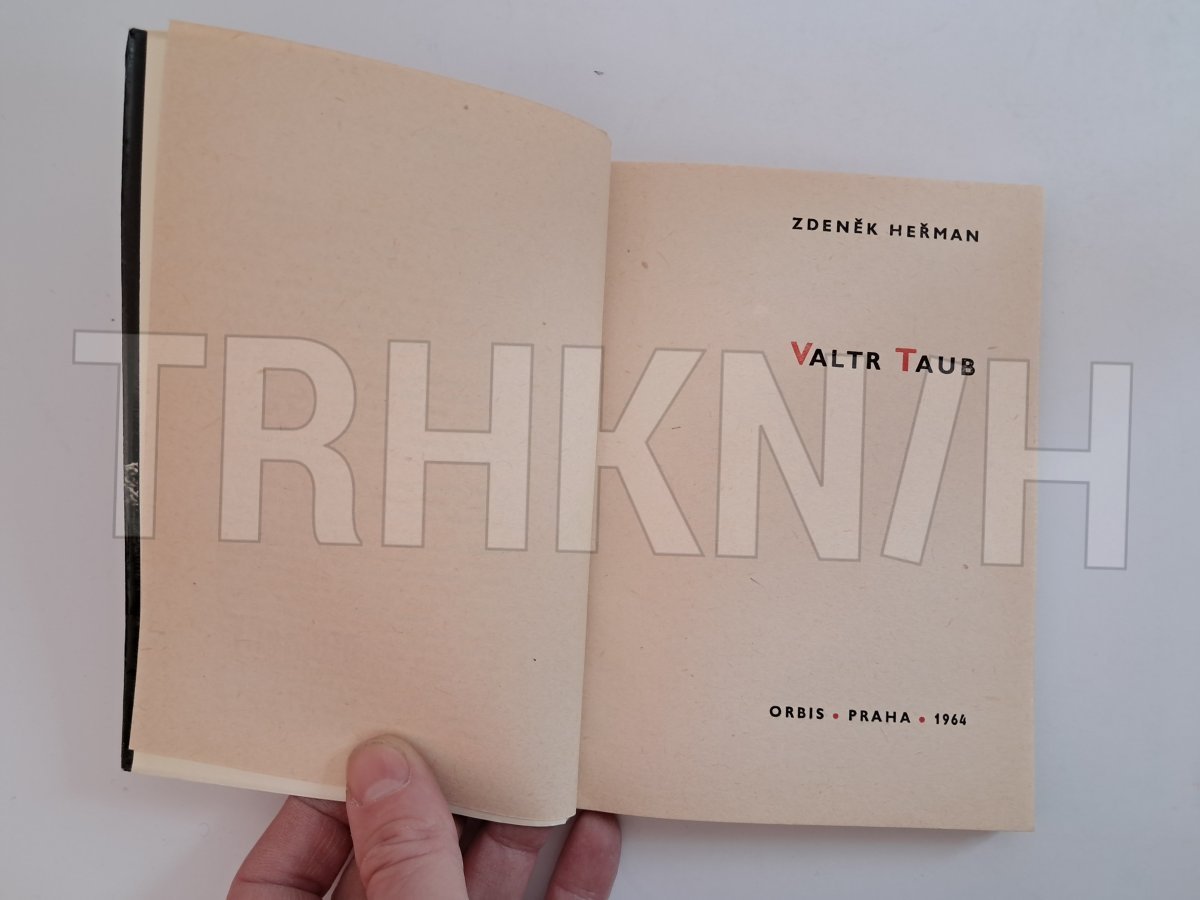 ZDENĚK HEŘMAN
VALTR TAUB
TRHKNIH
ORBIS • PRAHA • 1964